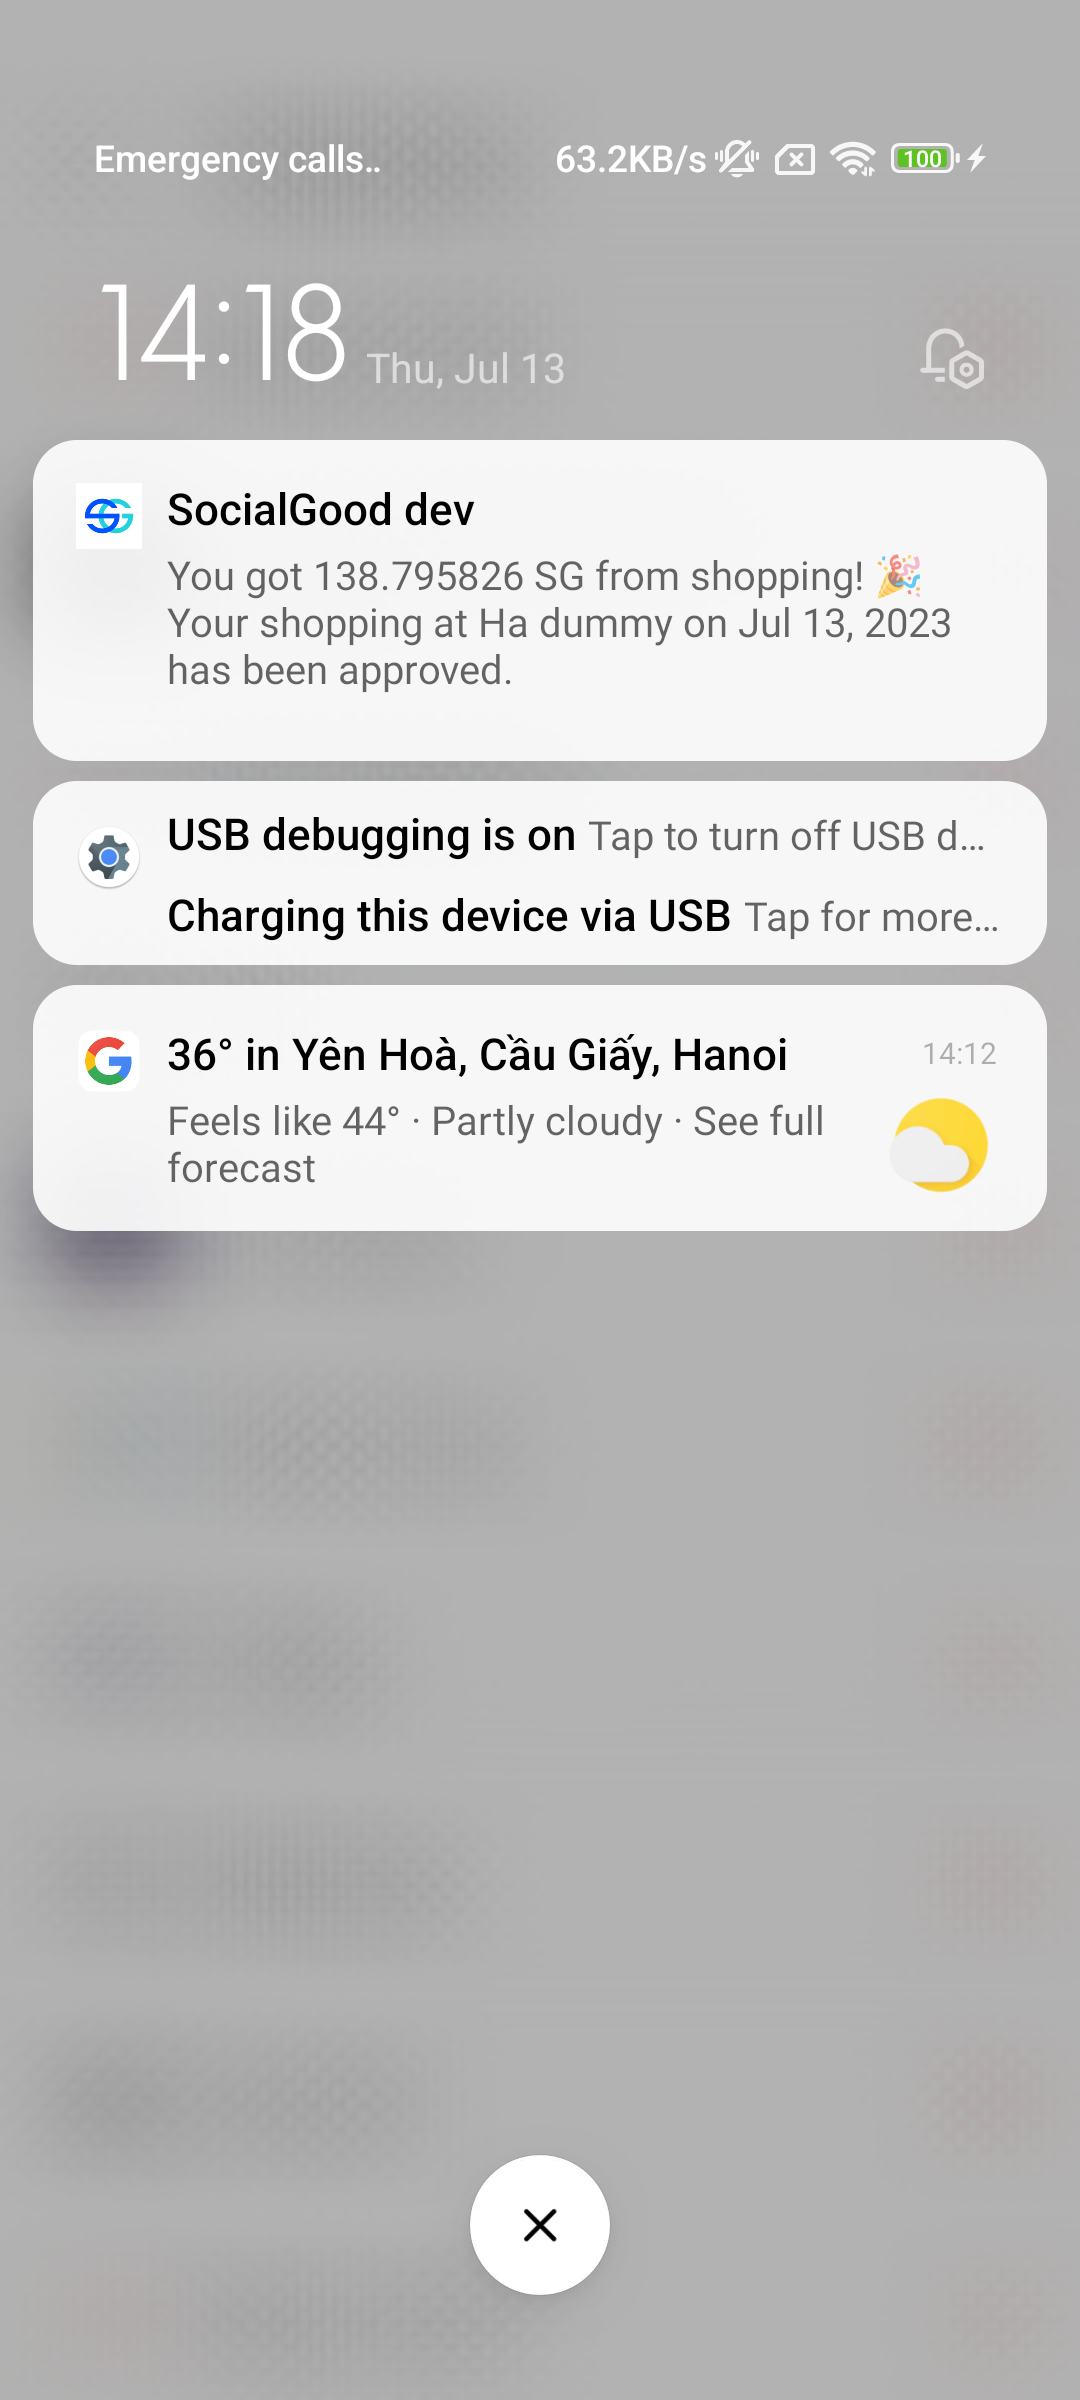 Emergency calls.. 63.2KB/s 100
14:18 Thu, Jul 13
SocialGood dev
You got 138.795826 SG from shopping! 🎉
Your shopping at Ha dummy on Jul 13, 2023
has been approved.
USB debugging is on Tap to turn off USB d...
Charging this device via USB Tap for more...
36° in Yên Hoà, Cầu Giấy, Hanoi 14:12
Feels like 44° · Partly cloudy · See full
forecast